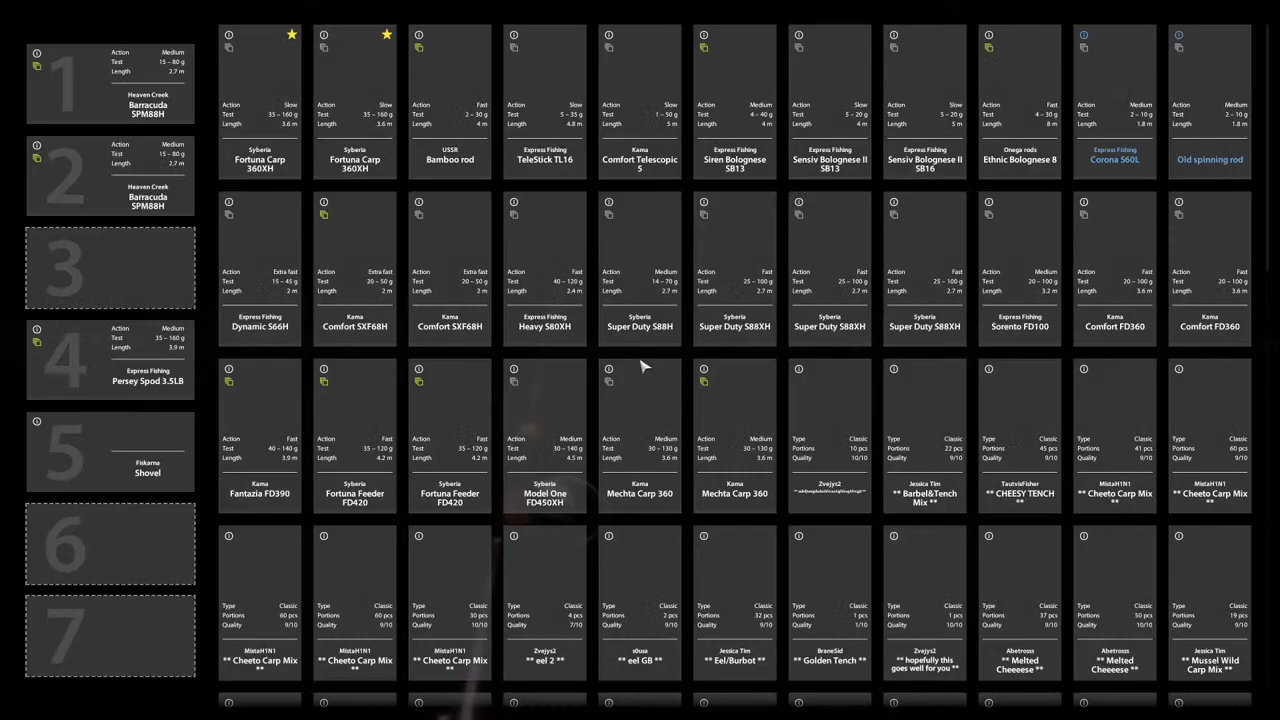 1
Action Medium
Test 15 – 80 g
Length 2.7 m
Heaven Creek
Barracuda
SPM88H
2
Action Medium
Test 15 – 80 g
Length 2.7 m
Heaven Creek
Barracuda
SPM88H
3
4
Action Medium
Test 35 – 160 g
Length 3.9 m
Express Fishing
Persey Spod 3.5LB
5
Fiskarna
Shovel
6
7
Action Slow
Test 35 – 160 g
Length 3.6 m
Syberia
Fortuna Carp
360XH
Action Slow
Test 35 – 160 g
Length 3.6 m
Syberia
Fortuna Carp
360XH
Action Fast
Test 2 – 30 g
Length 4 m
USSR
Bamboo rod
Action Slow
Test 5 – 35 g
Length 4.8 m
Express Fishing
TeleStick TL16
Action Slow
Test 1 – 50 g
Length 5 m
Kama
Comfort Telescopic
5
Action Medium
Test 4 – 40 g
Length 4 m
Express Fishing
Siren Bolognese
SB13
Action Slow
Test 5 – 20 g
Length 4 m
Express Fishing
Sensiv Bolognese II
SB13
Action Slow
Test 5 – 20 g
Length 5 m
Express Fishing
Sensiv Bolognese II
SB16
Action Fast
Test 4 – 30 g
Length 8 m
Onega rods
Ethnic Bolognese 8
Action Medium
Test 2 – 10 g
Length 1.8 m
Express Fishing
Corona S60L
Action Medium
Test 2 – 10 g
Length 1.8 m
Old spinning rod
Action Extra fast
Test 15 – 45 g
Length 2 m
Express Fishing
Dynamic S66H
Action Extra fast
Test 20 – 50 g
Length 2 m
Kama
Comfort SXF68H
Action Extra fast
Test 20 – 50 g
Length 2 m
Kama
Comfort SXF68H
Action Fast
Test 40 – 120 g
Length 2.4 m
Express Fishing
Heavy S80XH
Action Medium
Test 14 – 70 g
Length 2.7 m
Syberia
Super Duty S88H
Action Fast
Test 25 – 100 g
Length 2.7 m
Syberia
Super Duty S88XH
Action Fast
Test 25 – 100 g
Length 2.7 m
Syberia
Super Duty S88XH
Action Fast
Test 25 – 100 g
Length 2.7 m
Syberia
Super Duty S88XH
Action Medium
Test 20 – 100 g
Length 3.2 m
Express Fishing
Sorento FD100
Action Fast
Test 20 – 100 g
Length 3.6 m
Kama
Comfort FD360
Action Fast
Test 20 – 100 g
Length 3.6 m
Kama
Comfort FD360
Action Fast
Test 40 – 140 g
Length 3.9 m
Kama
Fantazia FD390
Action Fast
Test 35 – 120 g
Length 4.2 m
Syberia
Fortuna Feeder
FD420
Action Fast
Test 35 – 120 g
Length 4.2 m
Syberia
Fortuna Feeder
FD420
Action Medium
Test 30 – 140 g
Length 4.5 m
Syberia
Model One
FD450XH
Action Medium
Test 30 – 130 g
Length 3.6 m
Kama
Mechta Carp 360
Action Medium
Test 30 – 130 g
Length 3.6 m
Kama
Mechta Carp 360
Type Classic
Portions 10 pcs
Quality 9/10
Zvejys2
Type Classic
Portions 22 pcs
Quality 9/10
Jessica Tim
** Barbel&Tench
Mix **
Type Classic
Portions 45 pcs
Quality 9/10
TautvisFisher
** CHEESY TENCH
**
Type Classic
Portions 41 pcs
Quality 9/10
MistaH1N1
** Cheeto Carp Mix
**
Type Classic
Portions 60 pcs
Quality 9/10
MistaH1N1
** Cheeto Carp Mix
**
Type Classic
Portions 60 pcs
Quality 9/10
MistaH1N1
** Cheeto Carp Mix
**
Type Classic
Portions 60 pcs
Quality 9/10
MistaH1N1
** Cheeto Carp Mix
**
Type Classic
Portions 30 pcs
Quality 9/10
MistaH1N1
** Cheeto Carp Mix
**
Type Classic
Portions 4 pcs
Quality 7/10
Zvejys2
** eel 2 **
Type Classic
Portions 2 pcs
Quality 9/10
s0usa
** eel GB **
Type Classic
Portions 32 pcs
Quality 9/10
Jessica Tim
** Eel/Burbot **
Type Classic
Portions 1 pcs
Quality 1/10
BraneSid
** Golden Tench **
Type Classic
Portions 1 pcs
Quality 10/10
Zvejys2
** hopefully this
goes well for you **
Type Classic
Portions 37 pcs
Quality 9/10
Abetrosss
** Melted
Cheeeese **
Type Classic
Portions 50 pcs
Quality 10/10
Abetrosss
** Melted
Cheeeese **
Type Classic
Portions 19 pcs
Quality 9/10
Jessica Tim
** Mussel Wild
Carp Mix **